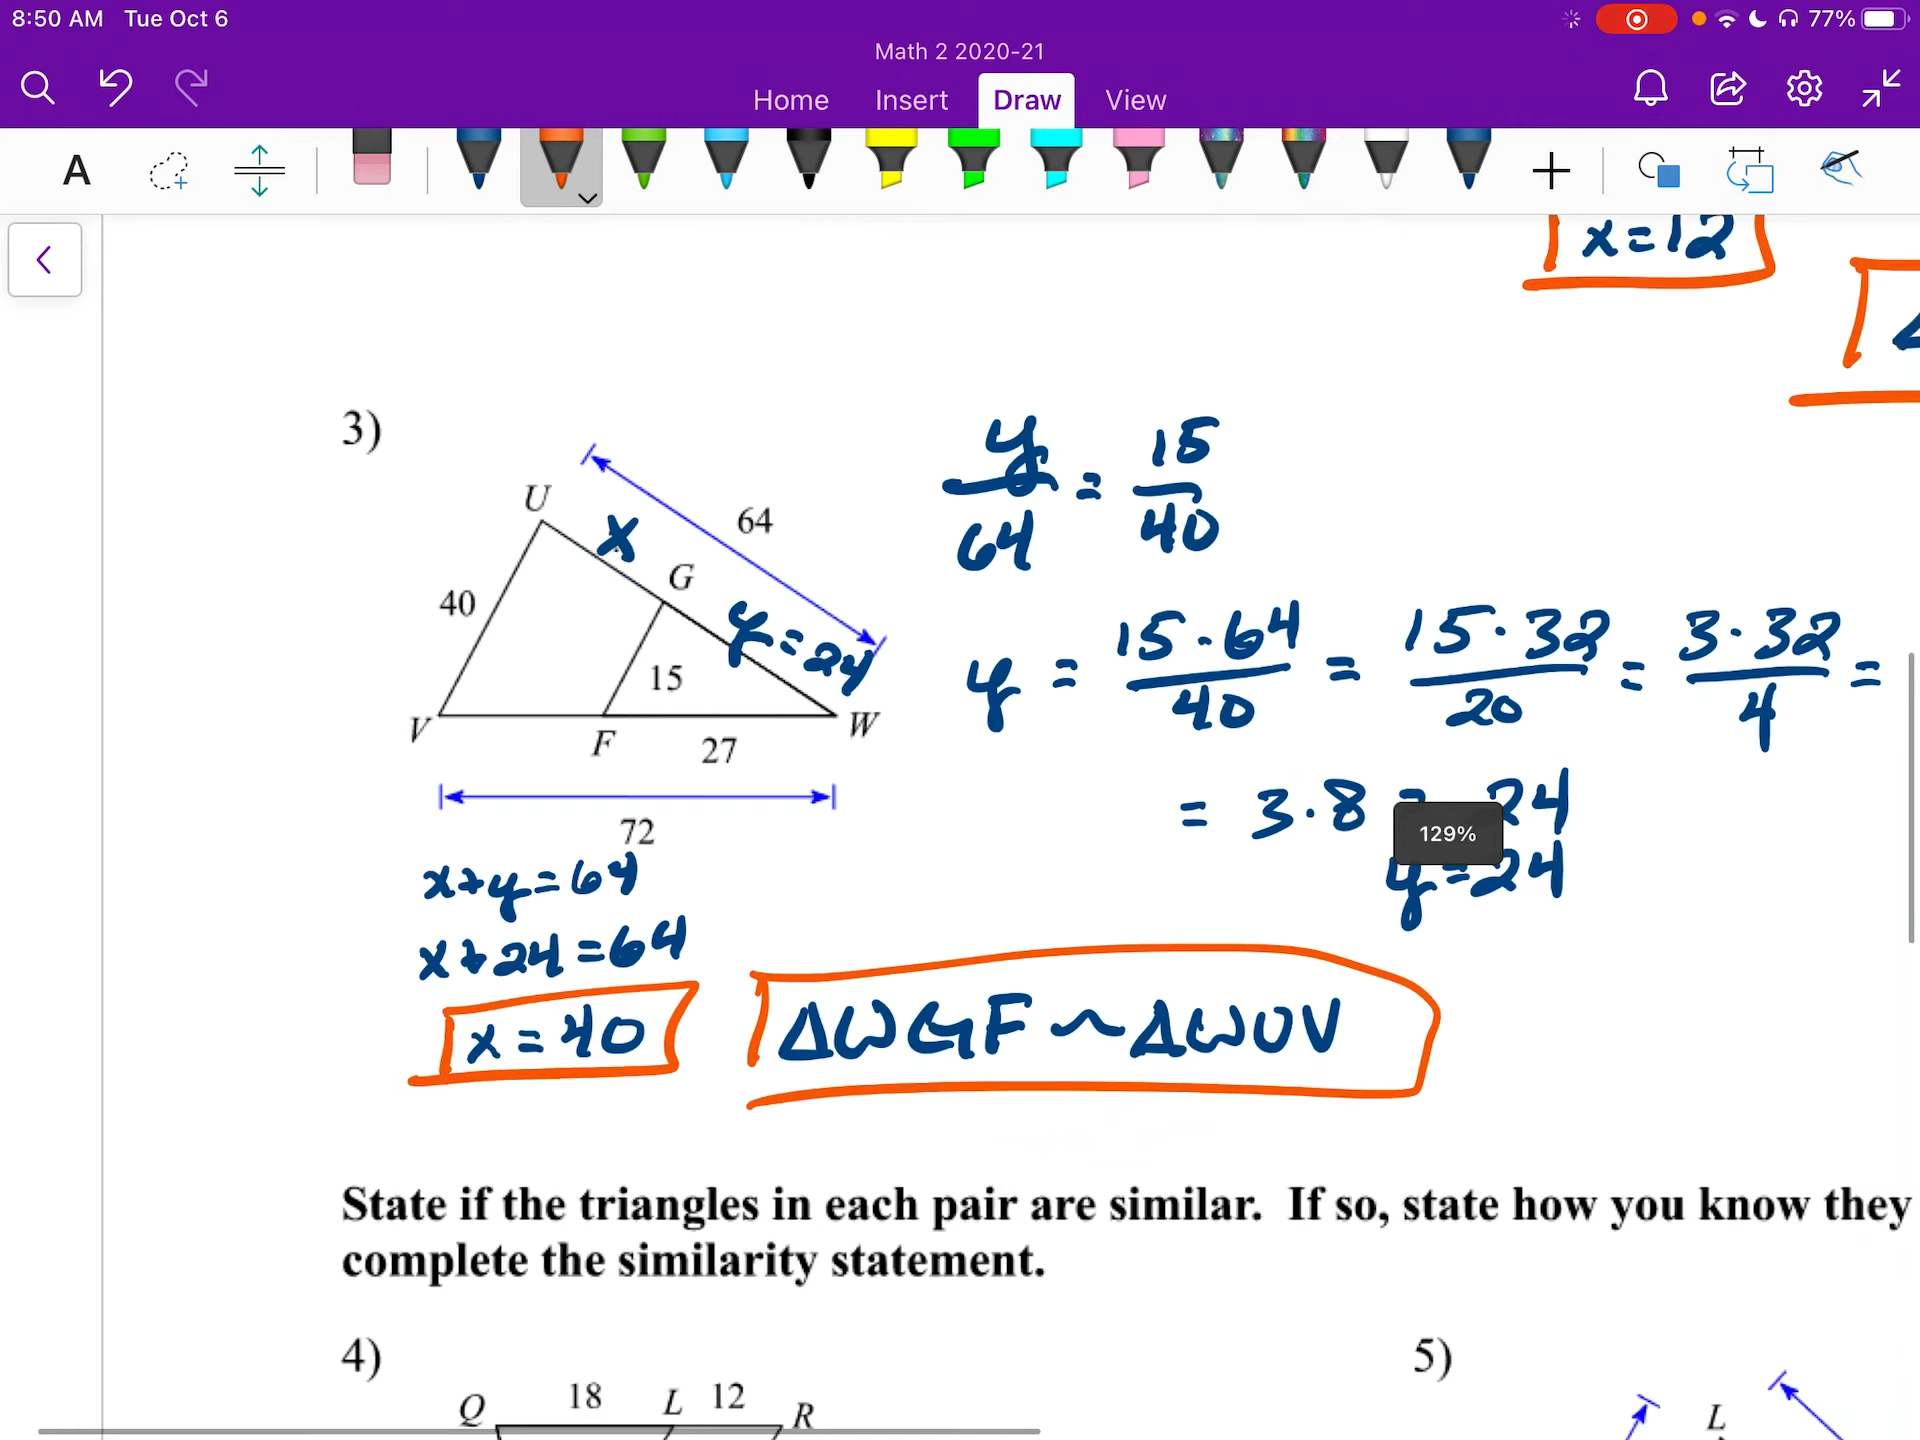 8:50 AM Tue Oct 6
77%
Math 2 2020-21
Home Insert Draw View
A
x=12
3)
U
x
64
G
40
y=24
15
V
F
27
W
72
y/64 = 15/40
y = 15·64/40 = 15·32/20 = 3·32/4 =
= 3·8 = 24
129%
y=24
x+y=64
x+24=64
x=40
△WGF ~ △WUV
State if the triangles in each pair are similar. If so, state how you know they
complete the similarity statement.
4)
Q 18 L 12 R
5)
L